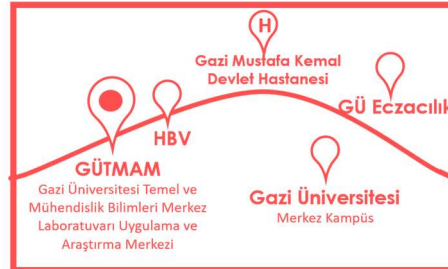 H
Gazi Mustafa Kemal
Devlet Hastanesi
GÜ Eczacılık
HBV
GÜTMAM
Gazi Üniversitesi Temel ve
Mühendislik Bilimleri Merkez
Laboratuvarı Uygulama ve
Araştırma Merkezi
Gazi Üniversitesi
Merkez Kampüs